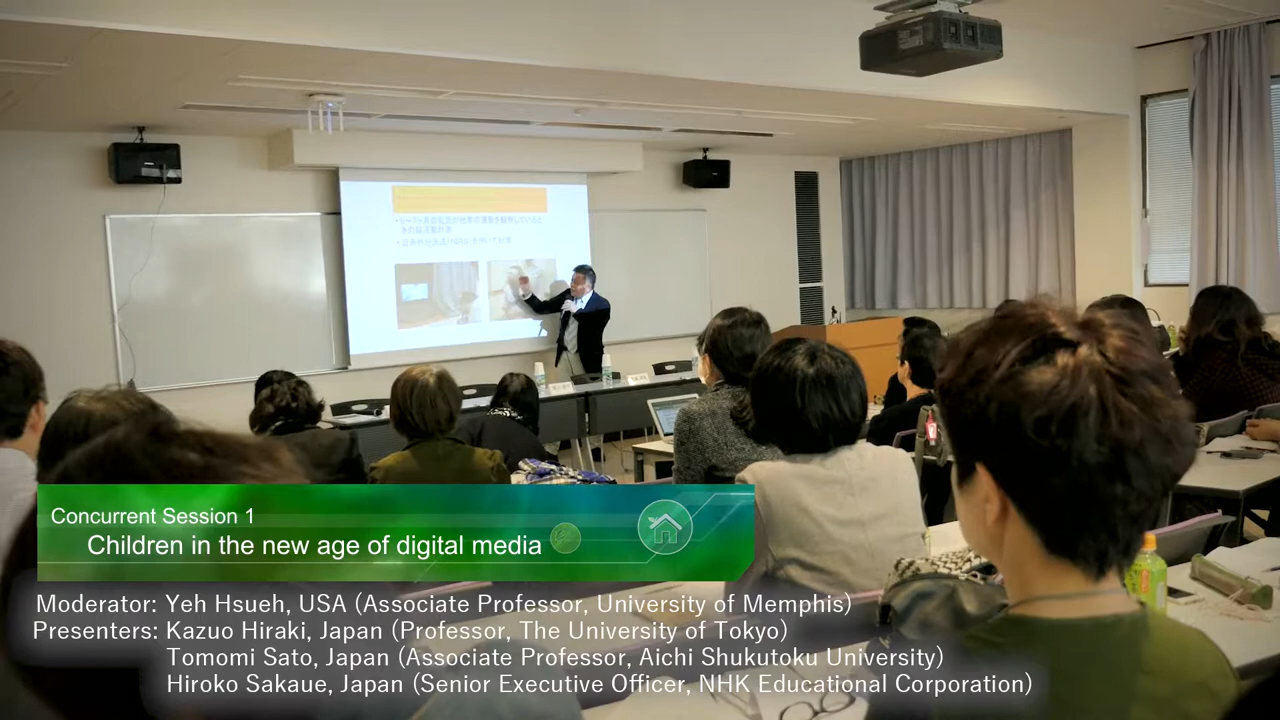 Concurrent Session 1
Children in the new age of digital media
Moderator: Yeh Hsueh, USA (Associate Professor, University of Memphis)
Presenters: Kazuo Hiraki, Japan (Professor, The University of Tokyo)
Tomomi Sato, Japan (Associate Professor, Aichi Shukutoku University)
Hiroko Sakaue, Japan (Senior Executive Officer, NHK Educational Corporation)